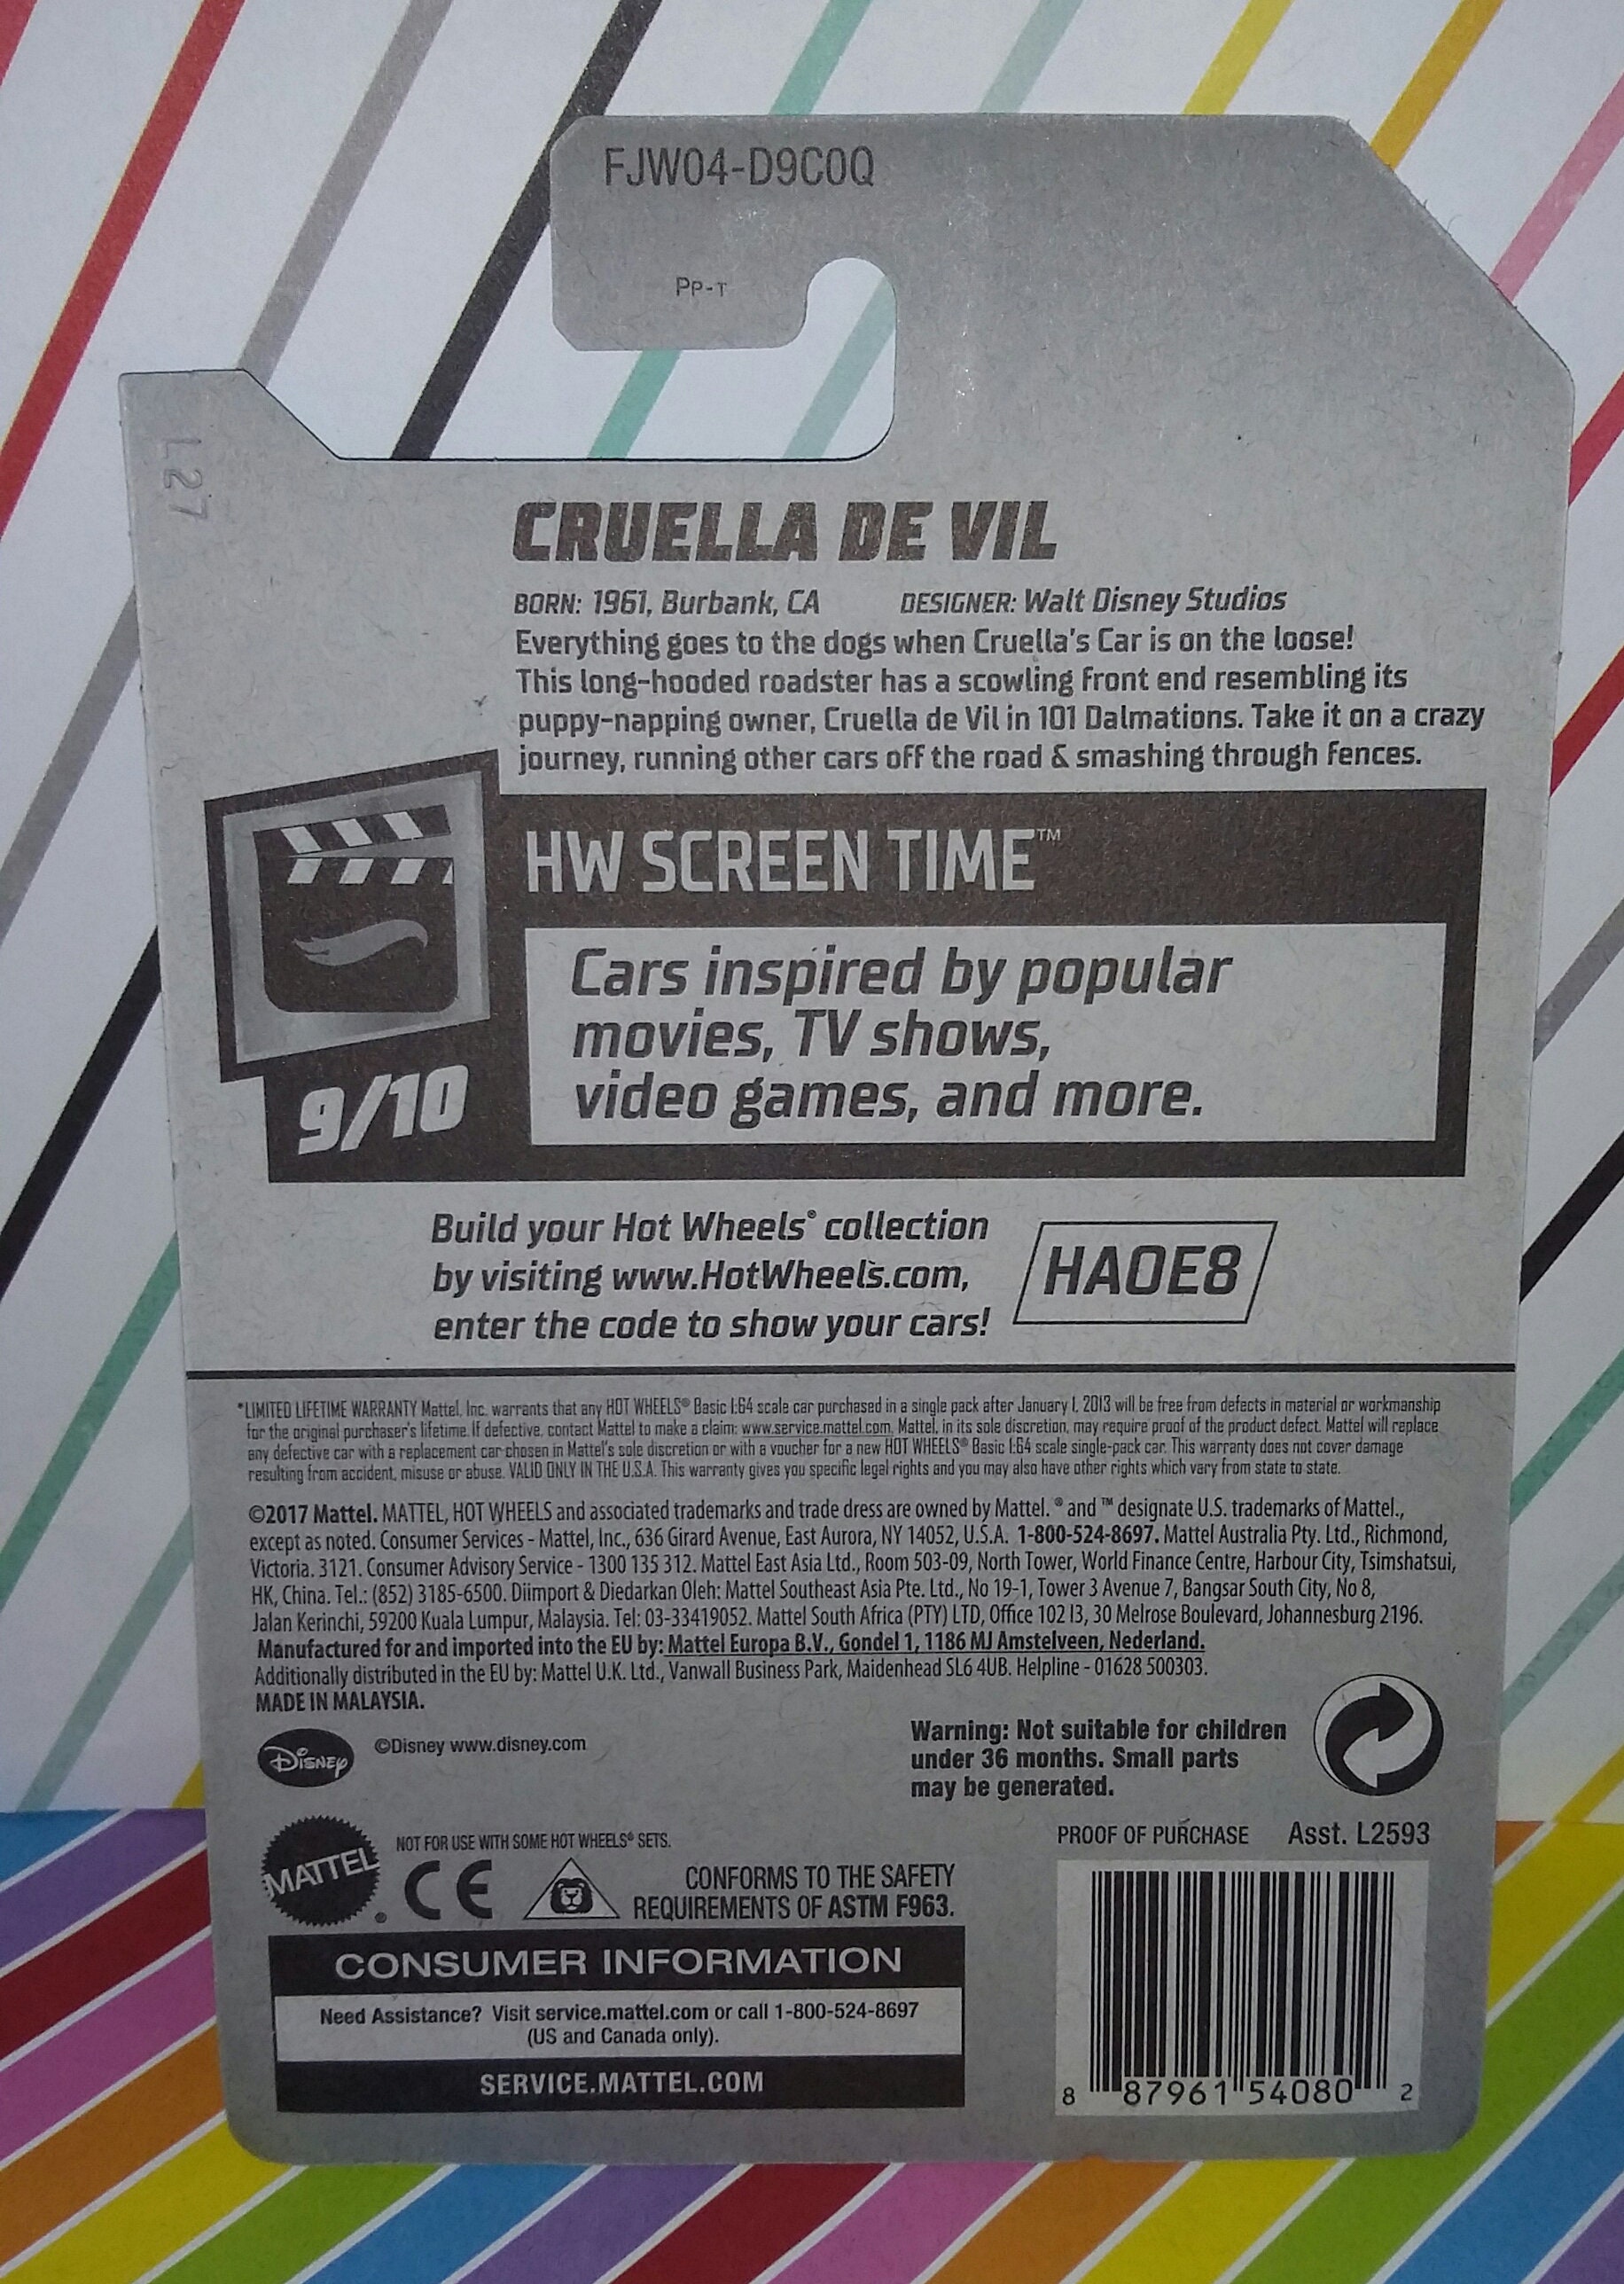 FJW04-D9C0Q
PP-T
L27
CRUELLA DE VIL
BORN: 1961, Burbank, CA DESIGNER: Walt Disney Studios
Everything goes to the dogs when Cruella's Car is on the loose!
This long-hooded roadster has a scowling front end resembling its
puppy-napping owner, Cruella de Vil in 101 Dalmations. Take it on a crazy
journey, running other cars off the road & smashing through fences.
HW SCREEN TIME™
Cars inspired by popular
movies, TV shows,
video games, and more.
9/10
Build your Hot Wheels® collection
by visiting www.HotWheels.com,
enter the code to show your cars!
HAOE8
*LIMITED LIFETIME WARRANTY Mattel, Inc. warrants that any HOT WHEELS® Basic 1:64 scale car purchased in a single pack after January 1, 2013 will be free from defects in material or workmanship
for the original purchaser's lifetime. If defective, contact Mattel to make a claim: www.service.mattel.com. Mattel, in its sole discretion, may require proof of the product defect. Mattel will replace
any defective car with a replacement car chosen in Mattel's sole discretion or with a voucher for a new HOT WHEELS® Basic 1:64 scale single-pack car. This warranty does not cover damage
resulting from accident, misuse or abuse. VALID ONLY IN THE U.S.A. This warranty gives you specific legal rights and you may also have other rights which vary from state to state.
©2017 Mattel. MATTEL, HOT WHEELS and associated trademarks and trade dress are owned by Mattel. ® and ™ designate U.S. trademarks of Mattel.,
except as noted. Consumer Services - Mattel, Inc., 636 Girard Avenue, East Aurora, NY 14052, U.S.A. 1-800-524-8697. Mattel Australia Pty. Ltd., Richmond,
Victoria. 3121. Consumer Advisory Service - 1300 135 312. Mattel East Asia Ltd., Room 503-09, North Tower, World Finance Centre, Harbour City, Tsimshatsui,
HK, China. Tel.: (852) 3185-6500. Diimport & Diedarkan Oleh: Mattel Southeast Asia Pte. Ltd., No 19-1, Tower 3 Avenue 7, Bangsar South City, No 8,
Jalan Kerinchi, 59200 Kuala Lumpur, Malaysia. Tel: 03-33419052. Mattel South Africa (PTY) LTD, Office 102 I3, 30 Melrose Boulevard, Johannesburg 2196.
Manufactured for and imported into the EU by: Mattel Europa B.V., Gondel 1, 1186 MJ Amstelveen, Nederland.
Additionally distributed in the EU by: Mattel U.K. Ltd., Vanwall Business Park, Maidenhead SL6 4UB. Helpline - 01628 500303.
MADE IN MALAYSIA.
Disney ©Disney www.disney.com
Warning: Not suitable for children
under 36 months. Small parts
may be generated.
MATTEL
NOT FOR USE WITH SOME HOT WHEELS® SETS.
CE
CONFORMS TO THE SAFETY
REQUIREMENTS OF ASTM F963.
PROOF OF PURCHASE Asst. L2593
CONSUMER INFORMATION
Need Assistance? Visit service.mattel.com or call 1-800-524-8697
(US and Canada only).
SERVICE.MATTEL.COM
8 87961 54080 2